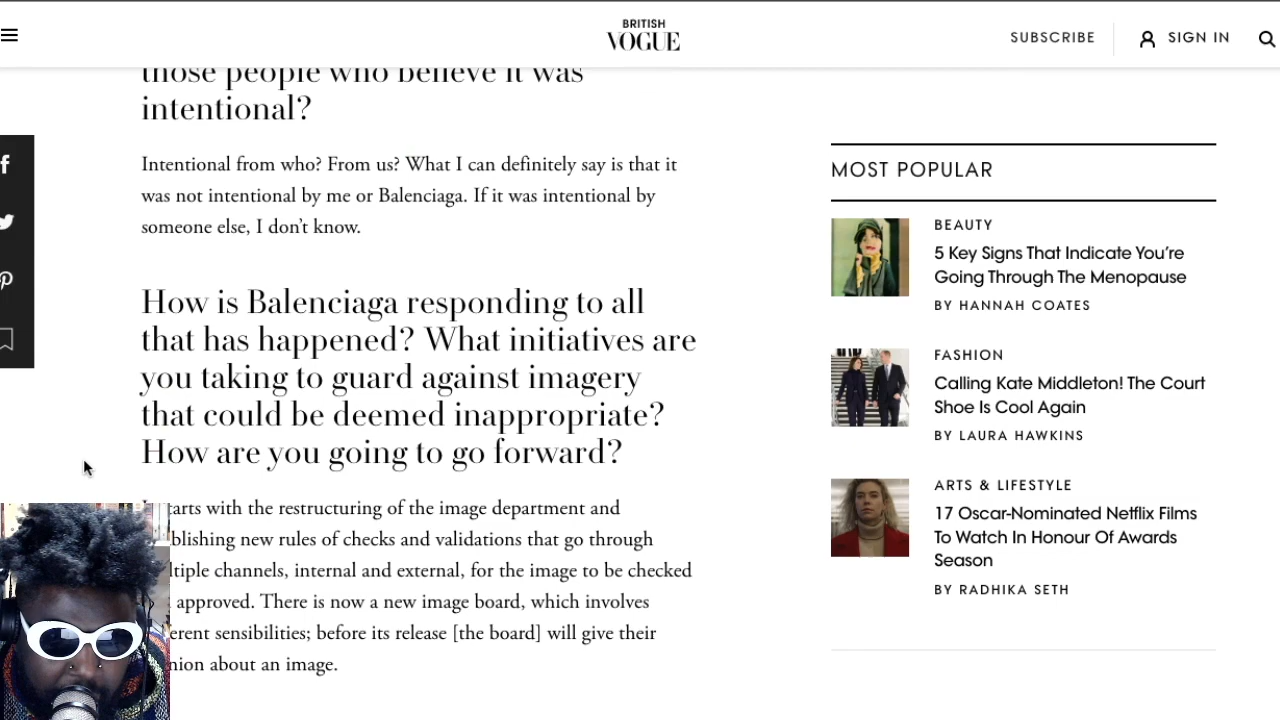 BRITISH
VOGUE
SUBSCRIBE
SIGN IN
those people who believe it was
intentional?
Intentional from who? From us? What I can definitely say is that it
was not intentional by me or Balenciaga. If it was intentional by
someone else, I don't know.
How is Balenciaga responding to all
that has happened? What initiatives are
you taking to guard against imagery
that could be deemed inappropriate?
How are you going to go forward?
arts with the restructuring of the image department and
blishing new rules of checks and validations that go through
ltiple channels, internal and external, for the image to be checked
approved. There is now a new image board, which involves
erent sensibilities; before its release [the board] will give their
nion about an image.
MOST POPULAR
BEAUTY
5 Key Signs That Indicate You're
Going Through The Menopause
BY HANNAH COATES
FASHION
Calling Kate Middleton! The Court
Shoe Is Cool Again
BY LAURA HAWKINS
ARTS & LIFESTYLE
17 Oscar-Nominated Netflix Films
To Watch In Honour Of Awards
Season
BY RADHIKA SETH